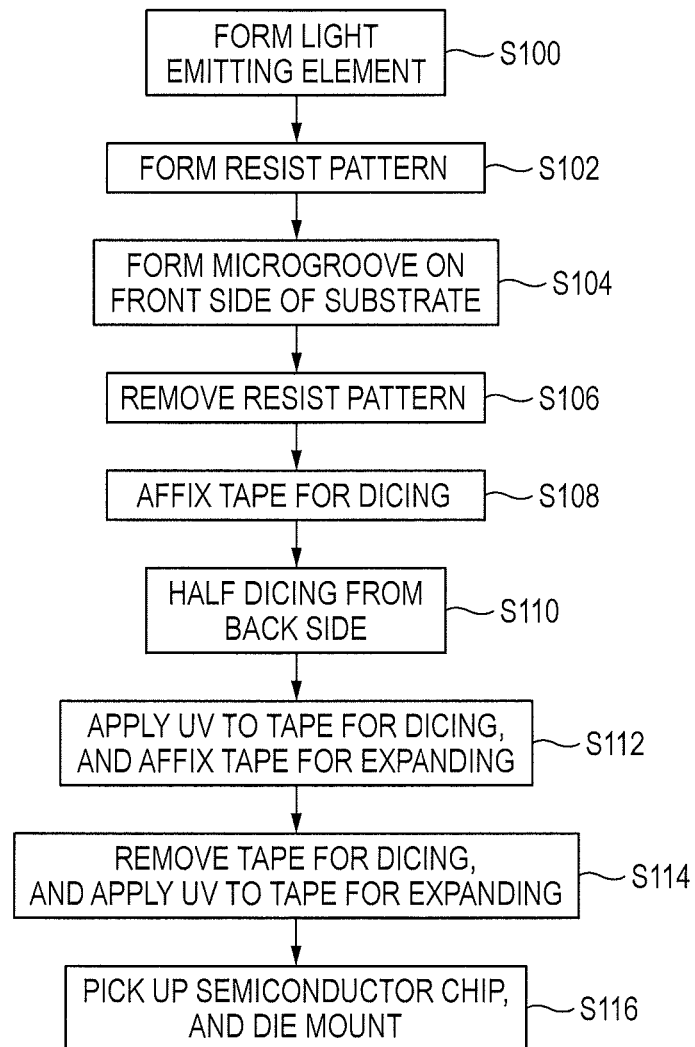 FORM LIGHT
EMITTING ELEMENT
S100
FORM RESIST PATTERN
S102
FORM MICROGROOVE ON
FRONT SIDE OF SUBSTRATE
S104
REMOVE RESIST PATTERN
S106
AFFIX TAPE FOR DICING
S108
HALF DICING FROM
BACK SIDE
S110
APPLY UV TO TAPE FOR DICING,
AND AFFIX TAPE FOR EXPANDING
S112
REMOVE TAPE FOR DICING,
AND APPLY UV TO TAPE FOR EXPANDING
S114
PICK UP SEMICONDUCTOR CHIP,
AND DIE MOUNT
S116